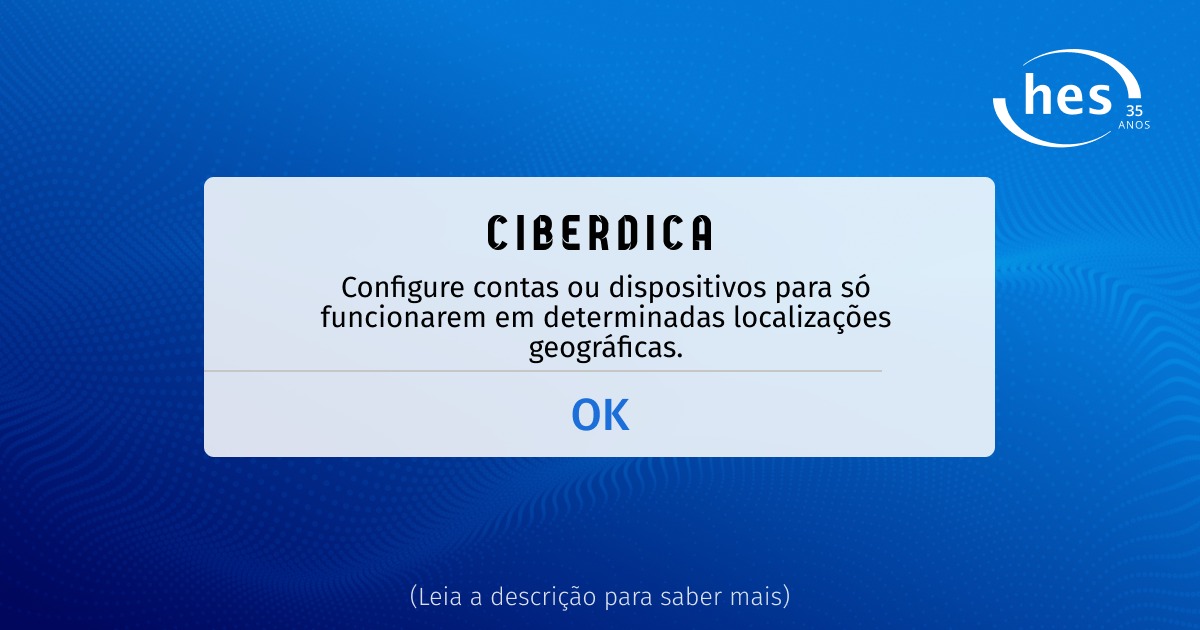 hes
35
ANOS
CIBERDICA
Configure contas ou dispositivos para só
funcionarem em determinadas localizações
geográficas.
OK
(Leia a descrição para saber mais)